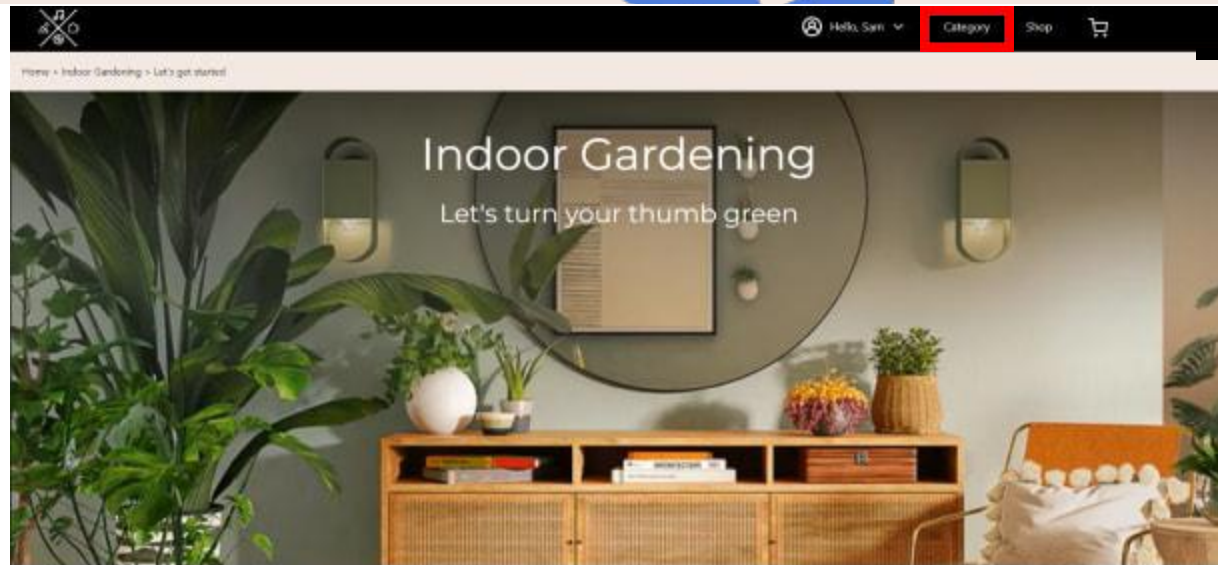 Hello, Sam
Category
Shop
Home > Indoor Gardening > Let's get started
Indoor Gardening
Let's turn your thumb green